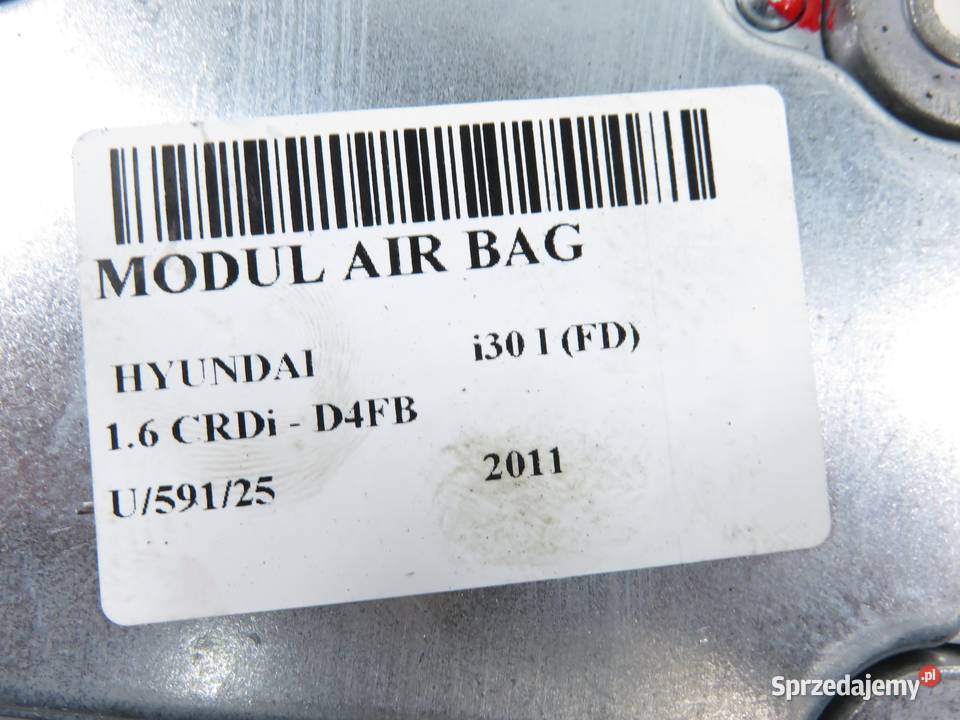 MODUL AIR BAG
HYUNDAI i30 I (FD)
1.6 CRDi - D4FB
U/591/25 2011
Sprzedajemy.pl